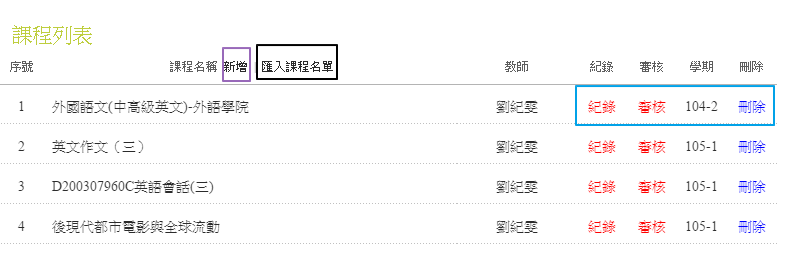 課程列表
序號 課程名稱 新增 匯入課程名單 教師 紀錄 審核 學期 刪除
1 外國語文(中高級英文)-外語學院 劉紀雯 紀錄 審核 104-2 刪除
2 英文作文（三） 劉紀雯 紀錄 審核 105-1 刪除
3 D200307960C英語會話(三) 劉紀雯 紀錄 審核 105-1 刪除
4 後現代都市電影與全球流動 劉紀雯 紀錄 審核 105-1 刪除